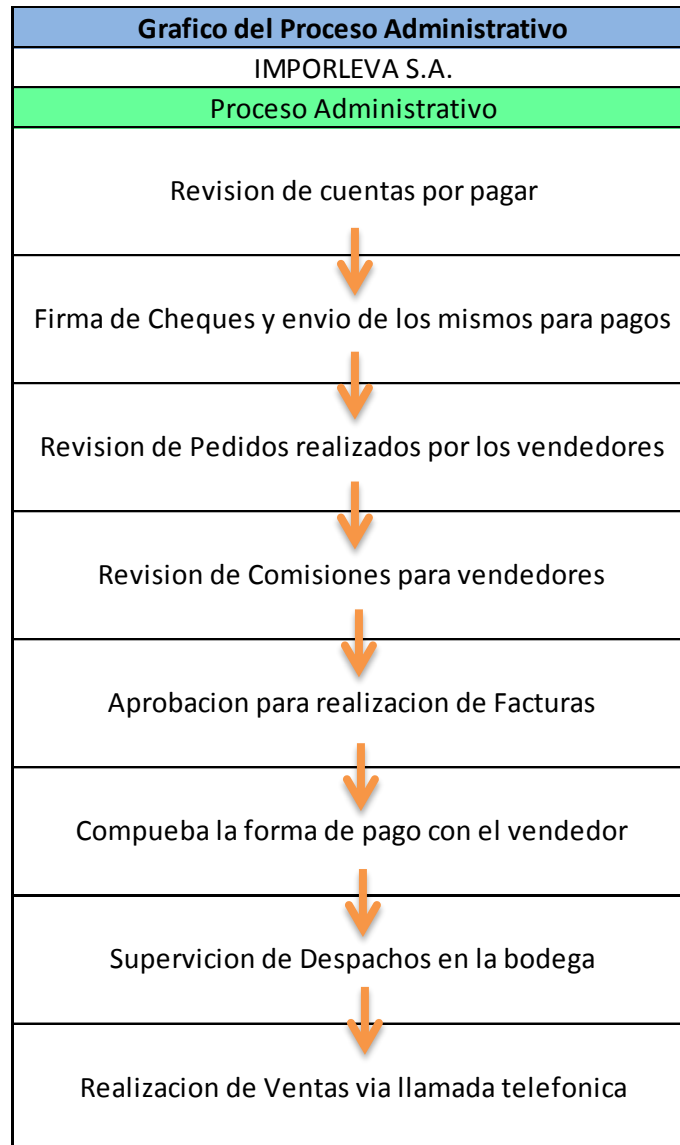 Grafico del Proceso Administrativo
IMPORLEVA S.A.
Proceso Administrativo
Revision de cuentas por pagar
Firma de Cheques y envio de los mismos para pagos
Revision de Pedidos realizados por los vendedores
Revision de Comisiones para vendedores
Aprobacion para realizacion de Facturas
Compueba la forma de pago con el vendedor
Supervicion de Despachos en la bodega
Realizacion de Ventas via llamada telefonica